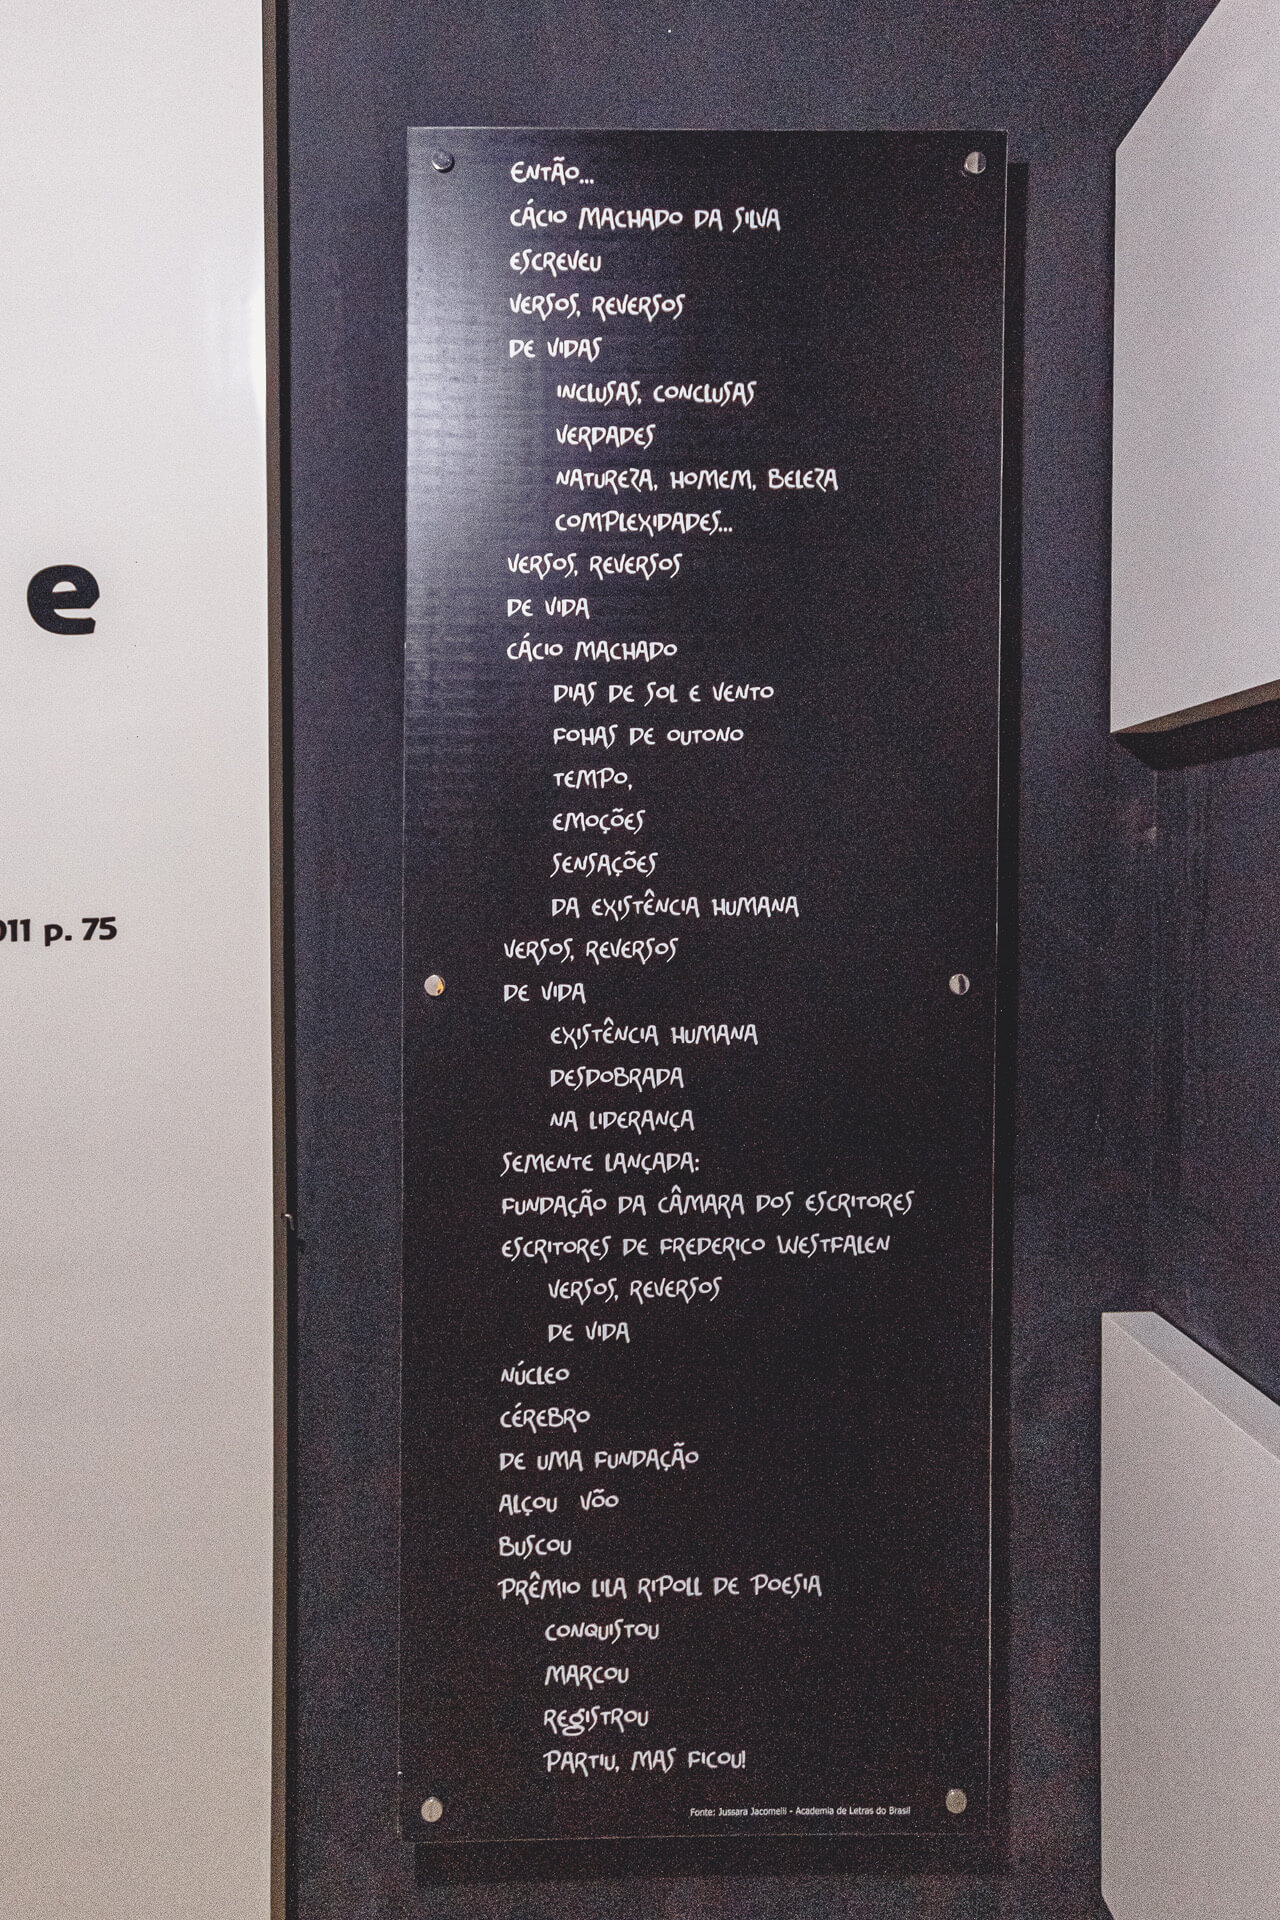 e
011 p. 75
ENTÃO...
CÁCIO MACHADO DA SILVA
ESCREVEU
VERSOS, REVERSOS
DE VIDAS
INCLUSAS, CONCLUSAS
VERDADES
NATUREZA, HOMEM, BELEZA
COMPLEXIDADES...
VERSOS, REVERSOS
DE VIDA
CÁCIO MACHADO
DIAS DE SOL E VENTO
FOHAS DE OUTONO
TEMPO,
EMOÇÕES
SENSAÇÕES
DA EXISTÊNCIA HUMANA
VERSOS, REVERSOS
DE VIDA
EXISTÊNCIA HUMANA
DESDOBRADA
NA LIDERANÇA
SEMENTE LANÇADA:
FUNDAÇÃO DA CÂMARA DOS ESCRITORES
ESCRITORES DE FREDERICO WESTFALEN
VERSOS, REVERSOS
DE VIDA
NÚCLEO
CÉREBRO
DE UMA FUNDAÇÃO
ALÇOU VÕO
BUSCOU
PRÊMIO LILA RIPOLL DE POESIA
CONQUISTOU
MARCOU
REGISTROU
PARTIU, MAS FICOU!
Fonte: Jussara Jacomelli - Academia de Letras do Brasil